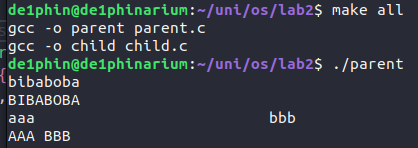 de1phin@de1phinarium:~/uni/os/lab2$ make all
gcc -o parent parent.c
gcc -o child child.c
de1phin@de1phinarium:~/uni/os/lab2$ ./parent
bibaboba
BIBABOBA
aaa                             bbb
AAA BBB